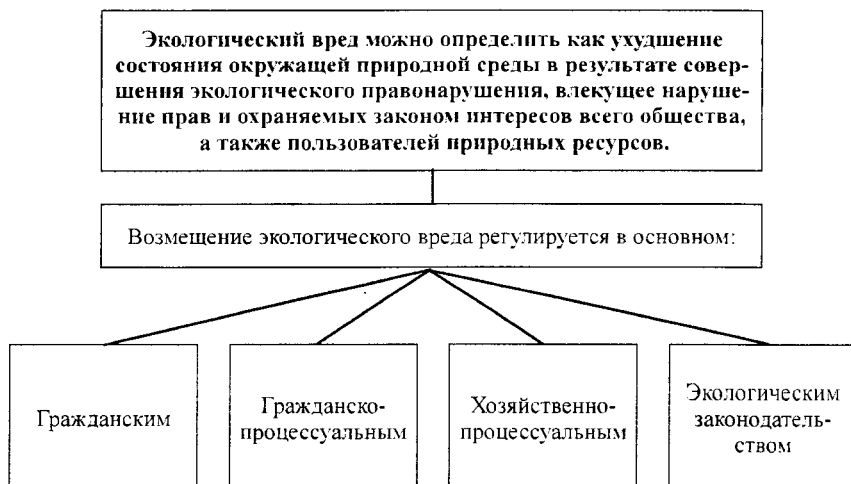 Экологический вред можно определить как ухудшение
состояния окружащей природной среды в результате совер-
шения экологического правонарушения, влекущее наруше-
ние прав и охраняемых законом интересов всего общества,
а также пользователей природных ресурсов.
Возмещение экологического вреда регулируется в основном:
Гражданским
Гражданско-
процессуальным
Хозяйственно-
процессуальным
Экологическим
законодатель-
ством